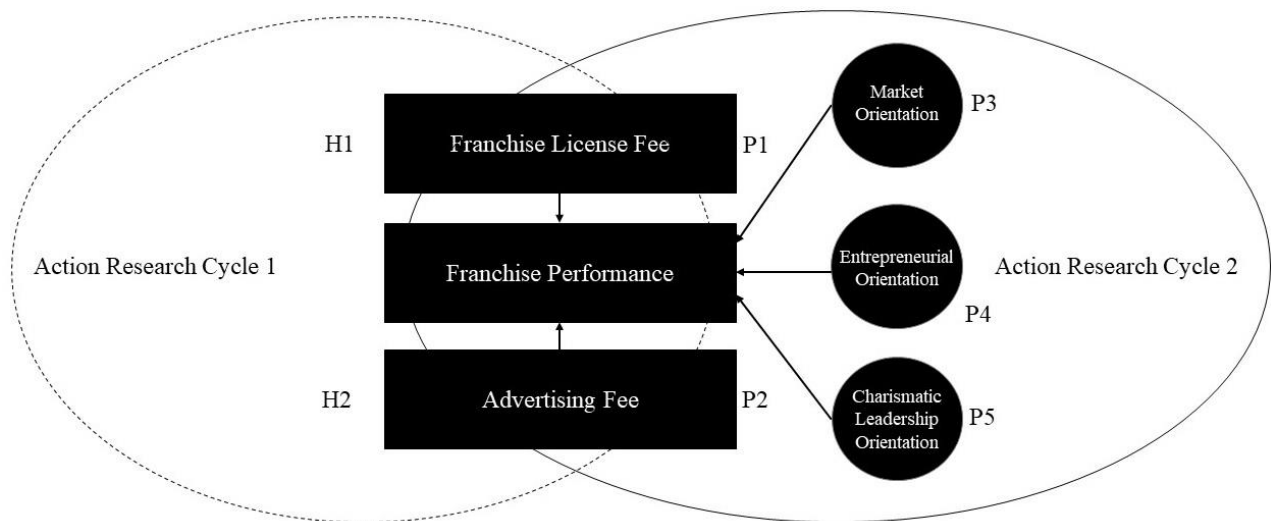 Market
Orientation
P3
H1
Franchise License Fee
P1
Action Research Cycle 1
Franchise Performance
Entrepreneurial
Orientation
Action Research Cycle 2
P4
H2
Advertising Fee
P2
Charismatic
Leadership
Orientation
P5